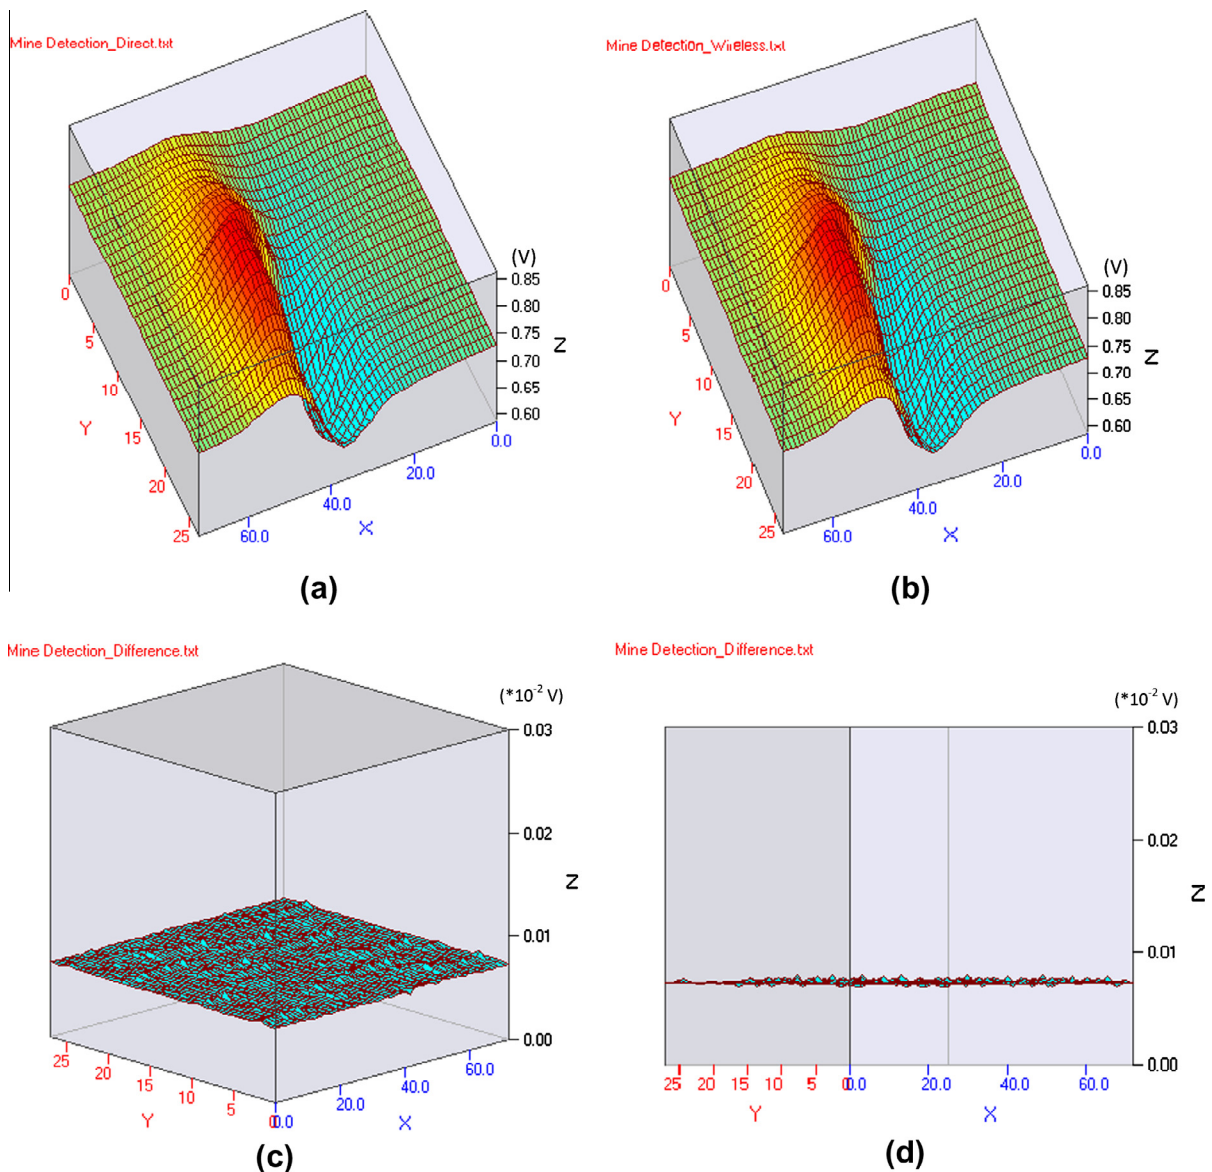 Mine Detection_Direct.txt
(V)
0.85
0.80
0.75
0.70
0.65
0.60
Z
0
5
10
15
20
25
Y
0.0
20.0
40.0
60.0
X
(a)
Mine Detection_Wireless.txt
(V)
0.85
0.80
0.75
0.70
0.65
0.60
Z
0
5
10
15
20
25
Y
0.0
20.0
40.0
60.0
X
(b)
Mine Detection_Difference.txt
(*10⁻² V)
0.03
0.02
0.01
0.00
Z
25
20
15
10
5
0
Y
0.0
20.0
40.0
60.0
X
(c)
Mine Detection_Difference.txt
(*10⁻² V)
0.03
0.02
0.01
0.00
Z
25 20 15 10 5 0
0.0 20.0 40.0 60.0
Y X
(d)